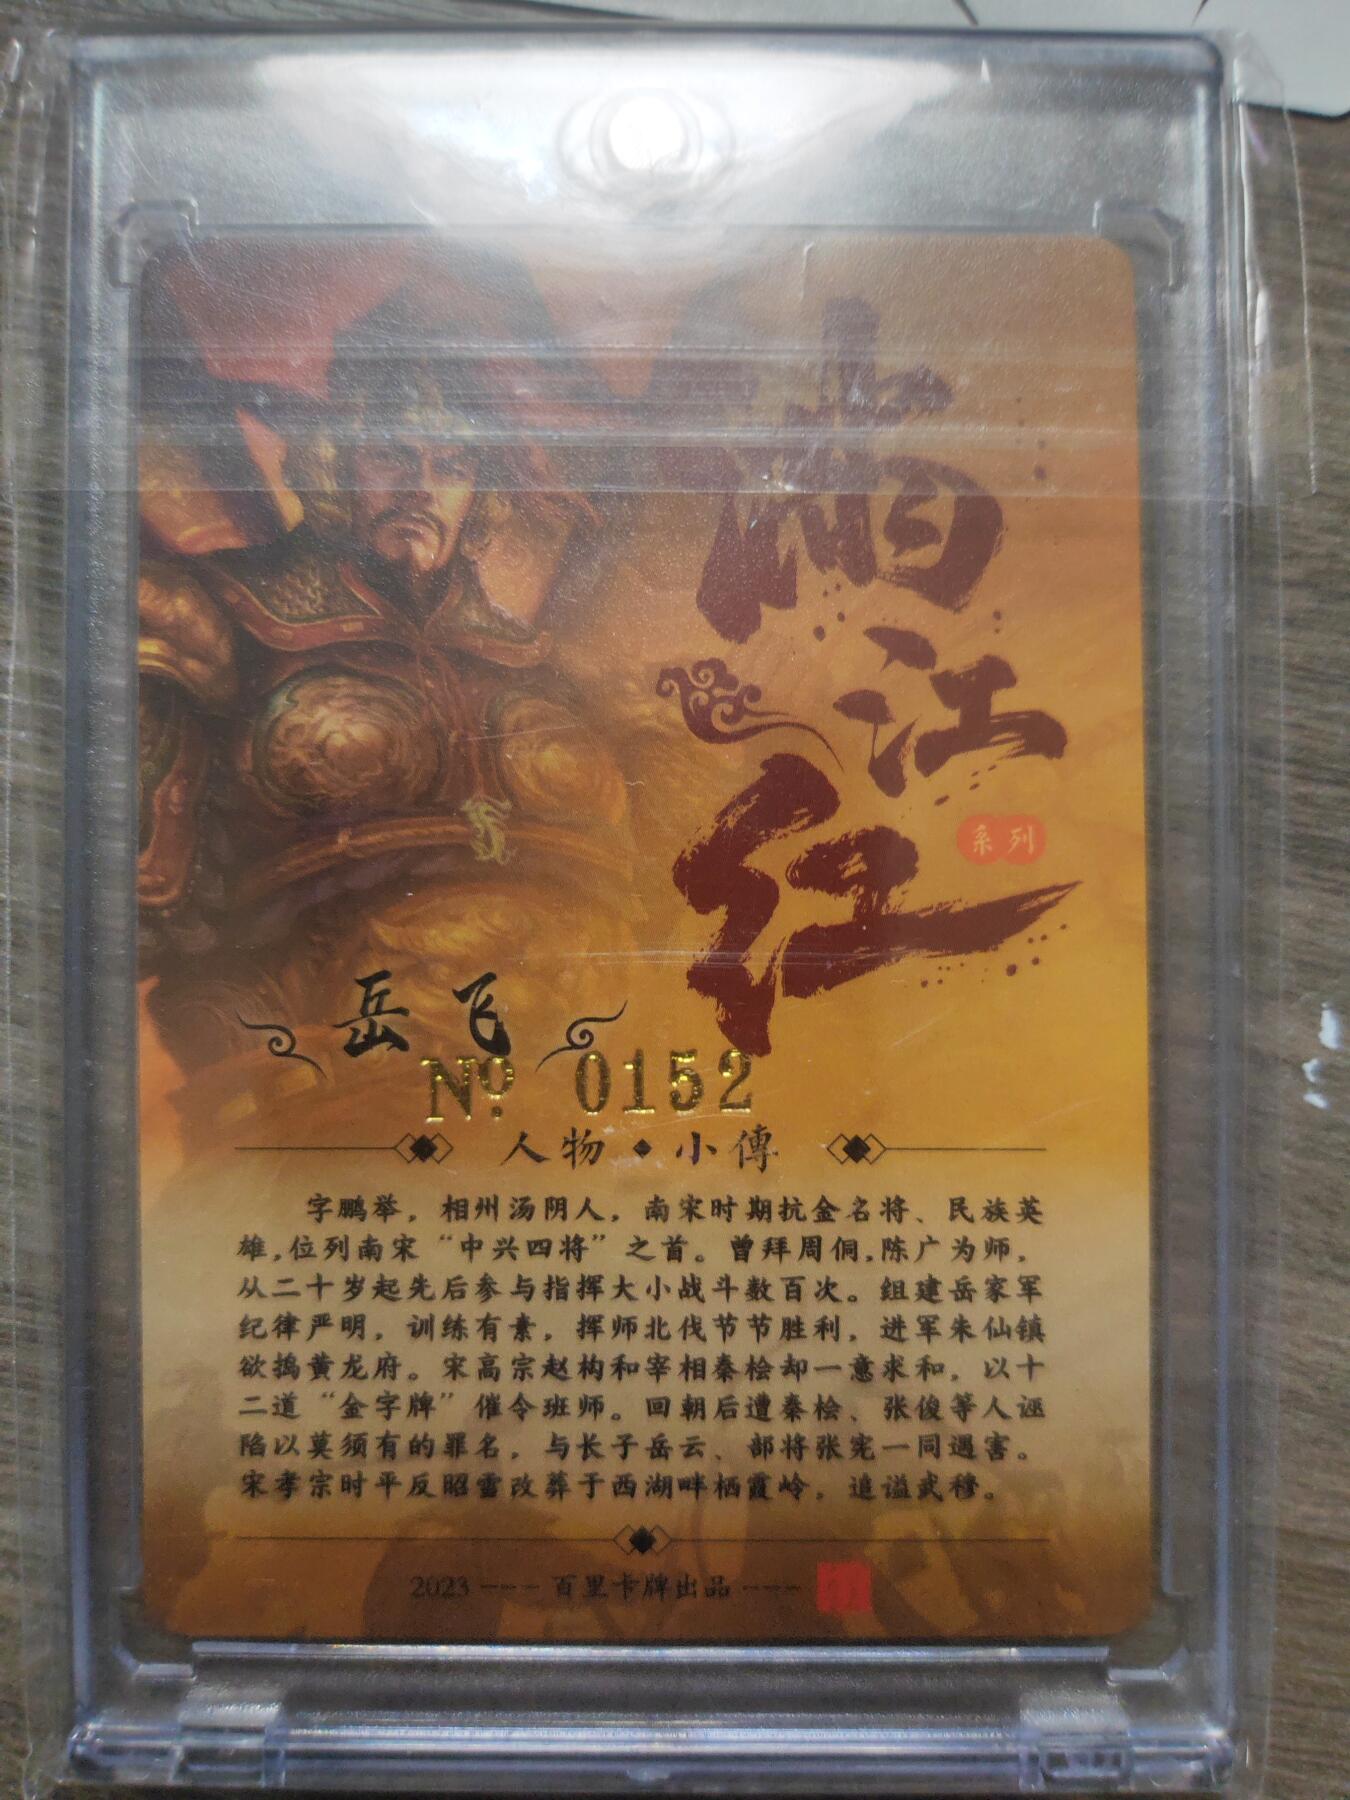 满江红
系列
岳飞
Nº 0152
人物◆小傳
字鹏举，相州汤阴人，南宋时期抗金名将、民族英
雄，位列南宋“中兴四将”之首。曾拜周侗，陈广为师，
从二十岁起先后参与指挥大小战斗数百次。组建岳家军
纪律严明，训练有素，挥师北伐节节胜利，进军朱仙镇
欲捣黄龙府。宋高宗赵构和宰相秦桧却一意求和，以十
二道“金字牌”催令班师。回朝后遭秦桧、张俊等人诬
陷以莫须有的罪名，与长子岳云、部将张宪一同遇害。
宋孝宗时平反昭雪改葬于西湖畔栖霞岭，追谥武穆。
2023 --- 百里卡牌出品 ---